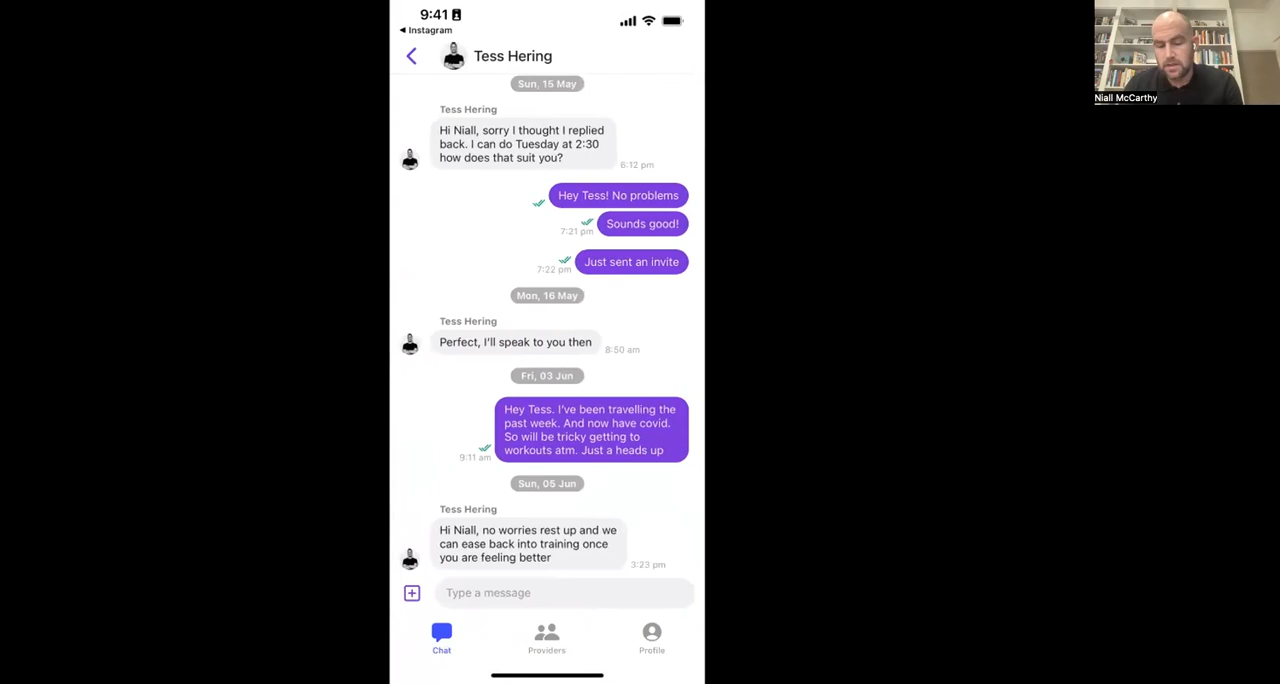 9:41
Instagram
Tess Hering
Sun, 15 May
Tess Hering
Hi Niall, sorry I thought I replied
back. I can do Tuesday at 2:30
how does that suit you?
6:12 pm
Hey Tess! No problems
Sounds good!
7:21 pm
Just sent an invite
7:22 pm
Mon, 16 May
Tess Hering
Perfect, I'll speak to you then
8:50 am
Fri, 03 Jun
Hey Tess. I've been travelling the
past week. And now have covid.
So will be tricky getting to
workouts atm. Just a heads up
9:11 am
Sun, 05 Jun
Tess Hering
Hi Niall, no worries rest up and we
can ease back into training once
you are feeling better
3:23 pm
Type a message
Chat
Providers
Profile
Niall McCarthy